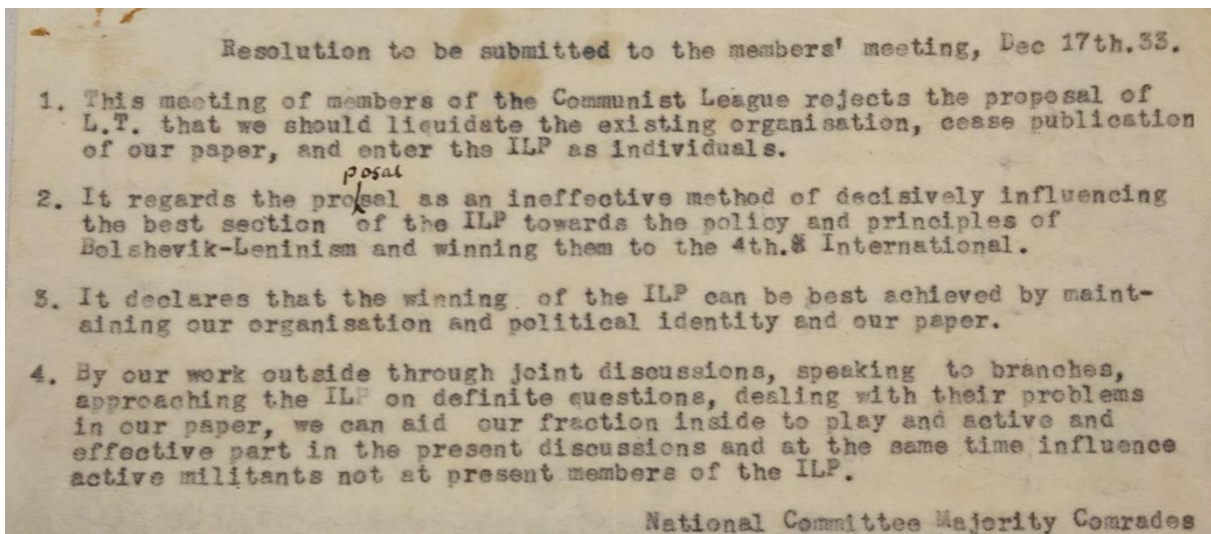 Resolution to be submitted to the members' meeting, Dec 17th.33.
1. This meeting of members of the Communist League rejects the proposal of
L.T. that we should liquidate the existing organisation, cease publication
of our paper, and enter the ILP as individuals.
posal
2. It regards the prosal as an ineffective method of decisively influencing
the best section of the ILP towards the policy and principles of
Bolshevik-Leninism and winning them to the 4th. International.
3. It declares that the winning of the ILP can be best achieved by maint-
aining our organisation and political identity and our paper.
4. By our work outside through joint discussions, speaking to branches,
approaching the ILP on definite questions, dealing with their problems
in our paper, we can aid our fraction inside to play and active and
effective part in the present discussions and at the same time influence
active militants not at present members of the ILP.
National Committee Majority Comrades